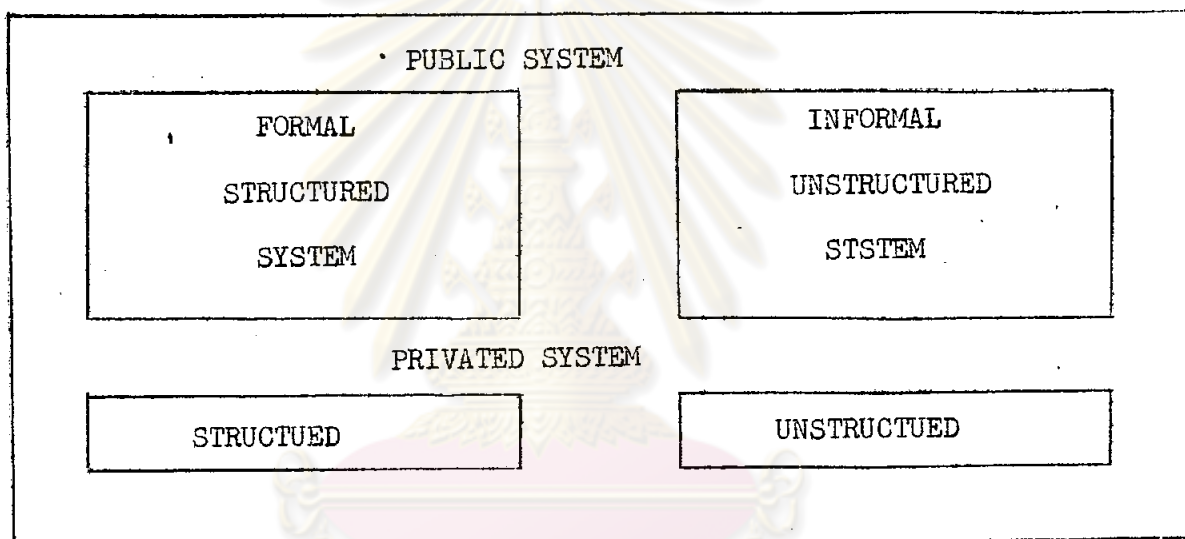 PUBLIC SYSTEM
FORMAL
STRUCTURED
SYSTEM
INFORMAL
UNSTRUCTURED
STSTEM
PRIVATED SYSTEM
STRUCTUED
UNSTRUCTUED